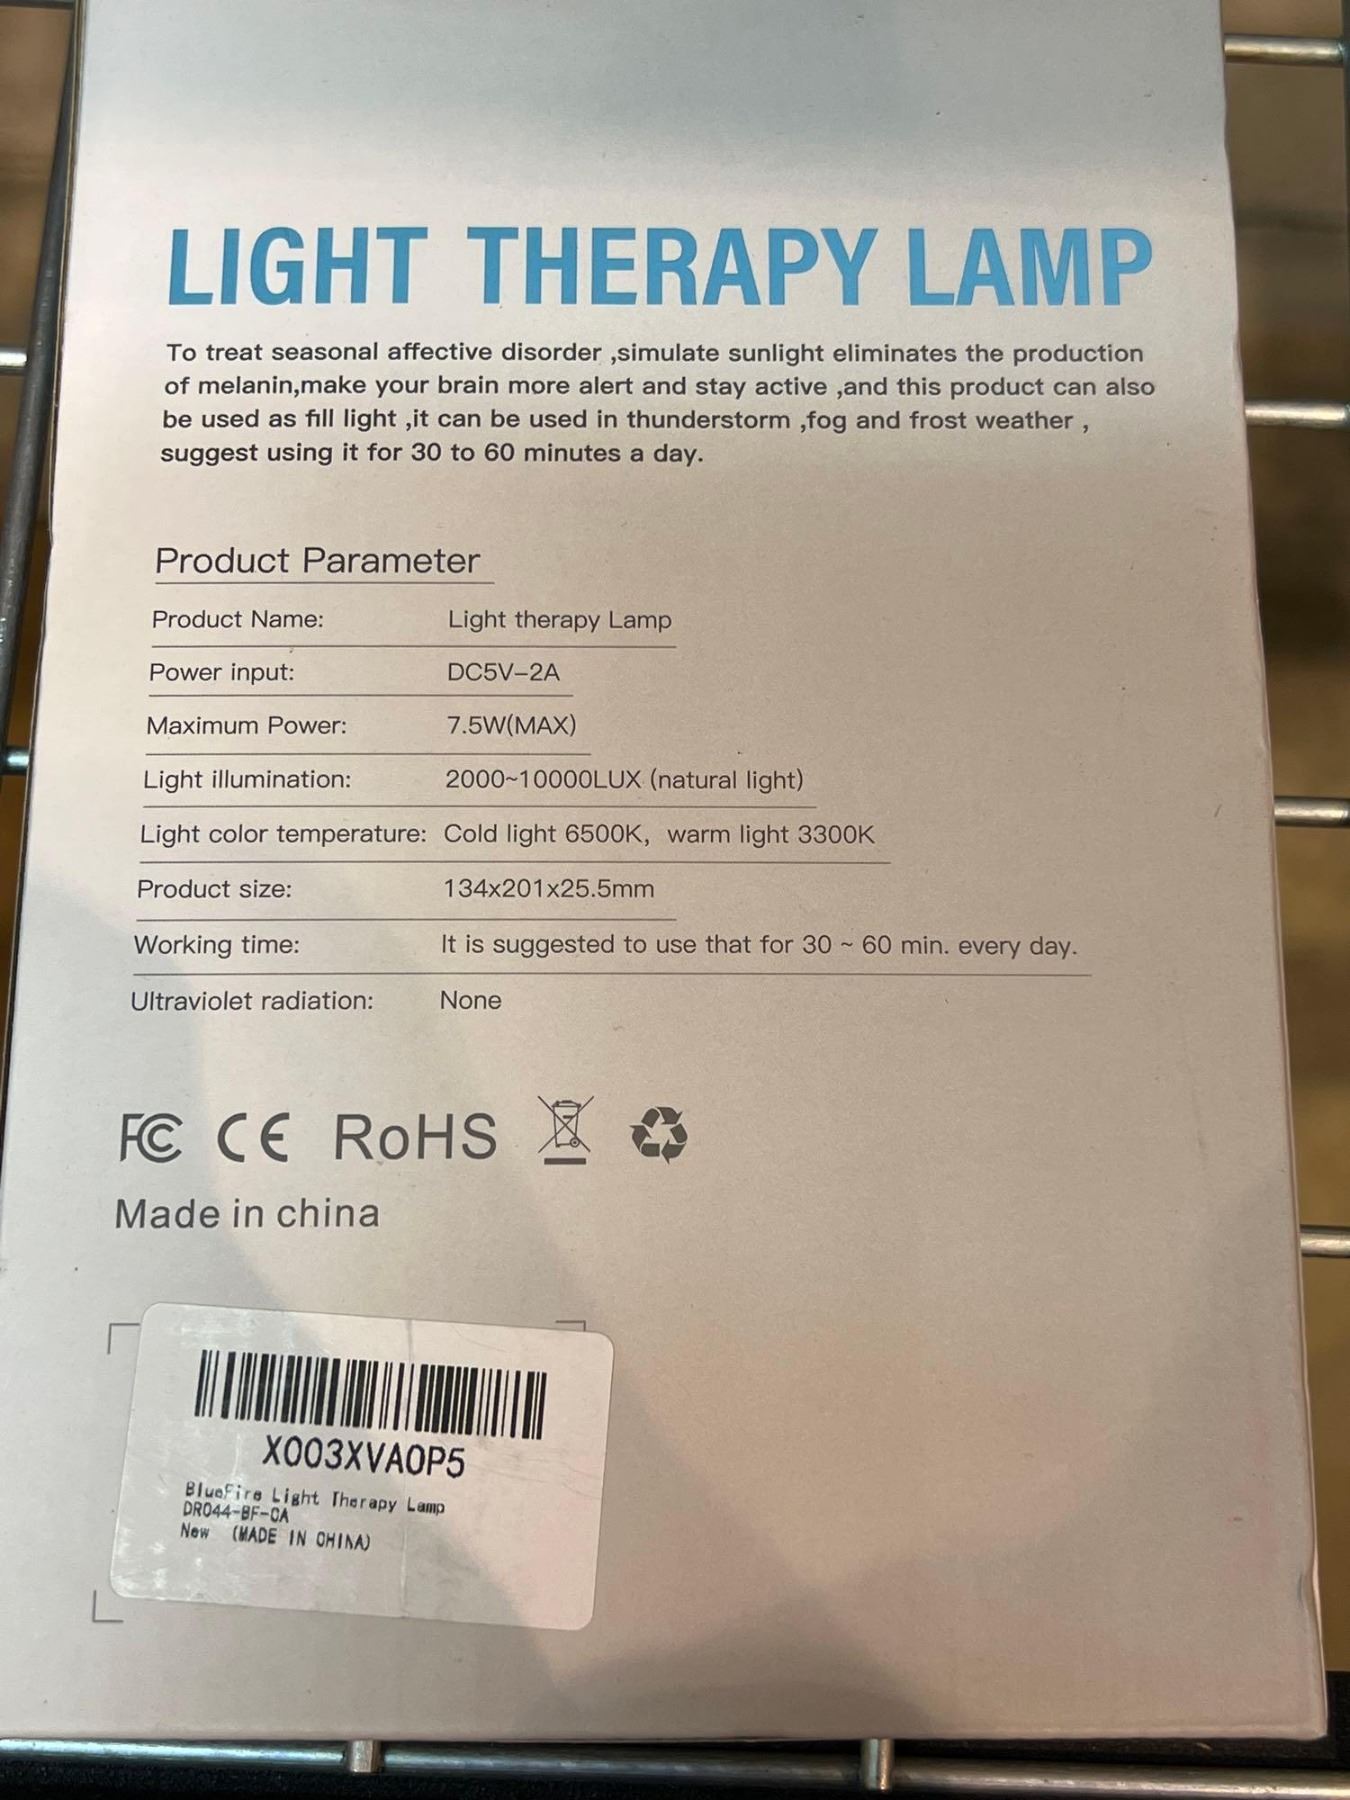 LIGHT THERAPY LAMP
To treat seasonal affective disorder ,simulate sunlight eliminates the production
of melanin,make your brain more alert and stay active ,and this product can also
be used as fill light ,it can be used in thunderstorm ,fog and frost weather ,
suggest using it for 30 to 60 minutes a day.
Product Parameter
Product Name: Light therapy Lamp
Power input: DC5V-2A
Maximum Power: 7.5W(MAX)
Light illumination: 2000~10000LUX (natural light)
Light color temperature: Cold light 6500K, warm light 3300K
Product size: 134x201x25.5mm
Working time: It is suggested to use that for 30 ~ 60 min. every day.
Ultraviolet radiation: None
FC CE RoHS
Made in china
X003XVA0P5
BlueFire Light Therapy Lamp
DR044-BF-CA
New (MADE IN CHINA)